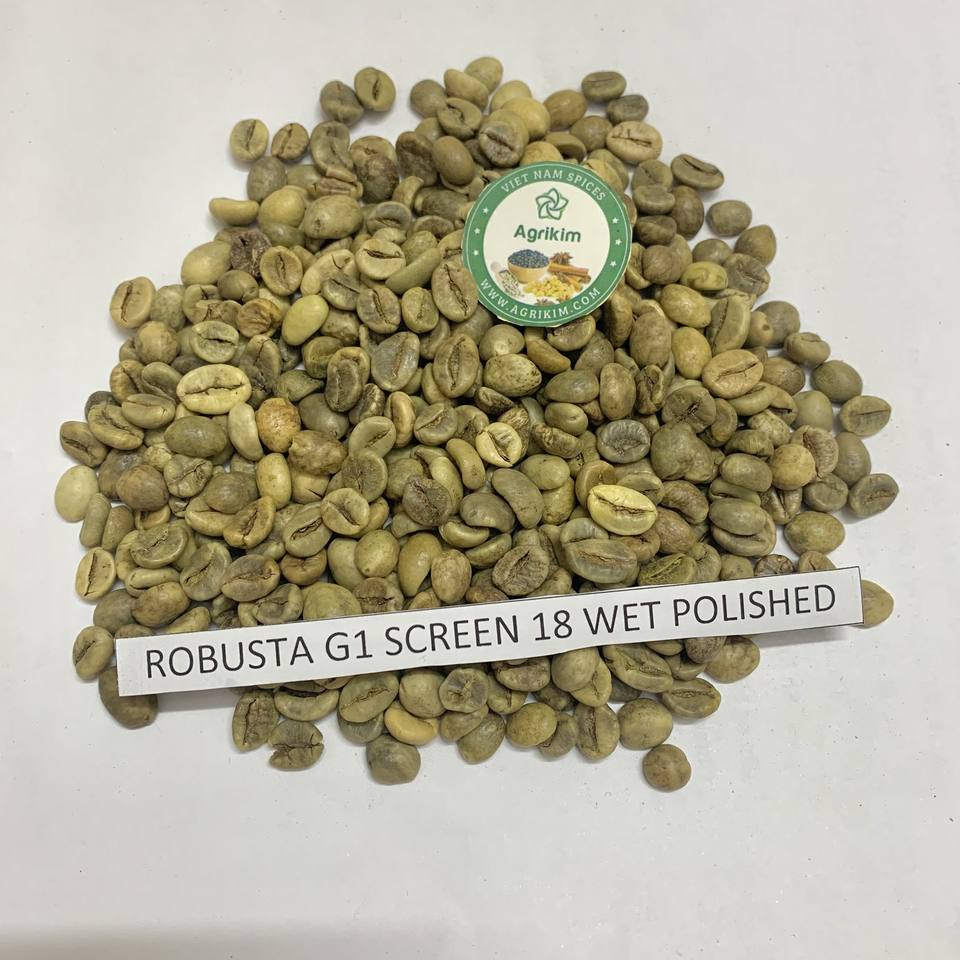 VIET NAM SPICES
Agrikim
WWW.AGRIKIM.COM
ROBUSTA G1 SCREEN 18 WET POLISHED